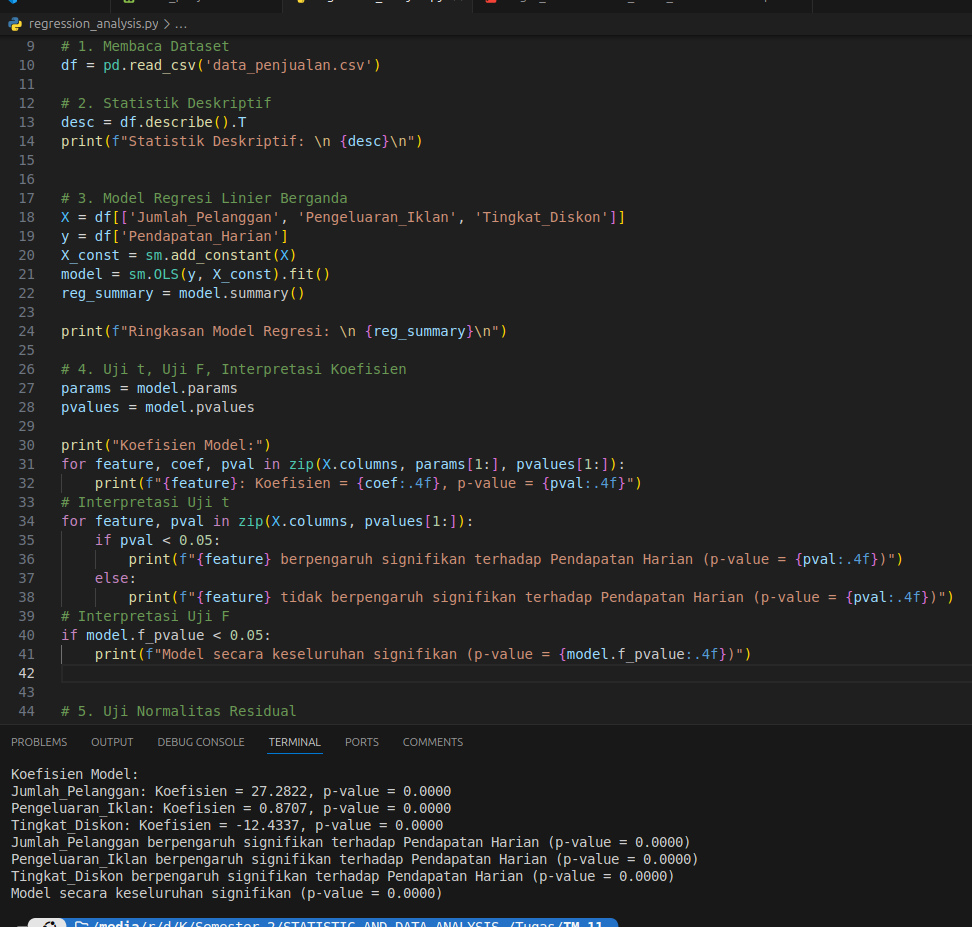 regression_analysis.py > ...
9 # 1. Membaca Dataset
10 df = pd.read_csv('data_penjualan.csv')
11
12 # 2. Statistik Deskriptif
13 desc = df.describe().T
14 print(f"Statistik Deskriptif: \n {desc}\n")
15
16
17 # 3. Model Regresi Linier Berganda
18 X = df[['Jumlah_Pelanggan', 'Pengeluaran_Iklan', 'Tingkat_Diskon']]
19 y = df['Pendapatan_Harian']
20 X_const = sm.add_constant(X)
21 model = sm.OLS(y, X_const).fit()
22 reg_summary = model.summary()
23
24 print(f"Ringkasan Model Regresi: \n {reg_summary}\n")
25
26 # 4. Uji t, Uji F, Interpretasi Koefisien
27 params = model.params
28 pvalues = model.pvalues
29
30 print("Koefisien Model:")
31 for feature, coef, pval in zip(X.columns, params[1:], pvalues[1:]):
32 print(f"{feature}: Koefisien = {coef:.4f}, p-value = {pval:.4f}")
33 # Interpretasi Uji t
34 for feature, pval in zip(X.columns, pvalues[1:]):
35 if pval < 0.05:
36 print(f"{feature} berpengaruh signifikan terhadap Pendapatan Harian (p-value = {pval:.4f})")
37 else:
38 print(f"{feature} tidak berpengaruh signifikan terhadap Pendapatan Harian (p-value = {pval:.4f})")
39 # Interpretasi Uji F
40 if model.f_pvalue < 0.05:
41 print(f"Model secara keseluruhan signifikan (p-value = {model.f_pvalue:.4f})")
42
43
44 # 5. Uji Normalitas Residual
PROBLEMS OUTPUT DEBUG CONSOLE TERMINAL PORTS COMMENTS
Koefisien Model:
Jumlah_Pelanggan: Koefisien = 27.2822, p-value = 0.0000
Pengeluaran_Iklan: Koefisien = 0.8707, p-value = 0.0000
Tingkat_Diskon: Koefisien = -12.4337, p-value = 0.0000
Jumlah_Pelanggan berpengaruh signifikan terhadap Pendapatan Harian (p-value = 0.0000)
Pengeluaran_Iklan berpengaruh signifikan terhadap Pendapatan Harian (p-value = 0.0000)
Tingkat_Diskon berpengaruh signifikan terhadap Pendapatan Harian (p-value = 0.0000)
Model secara keseluruhan signifikan (p-value = 0.0000)
/media/r/d/K/Semester 2/STATISTIC AND DATA ANALYSIS /Tugas/TM 11